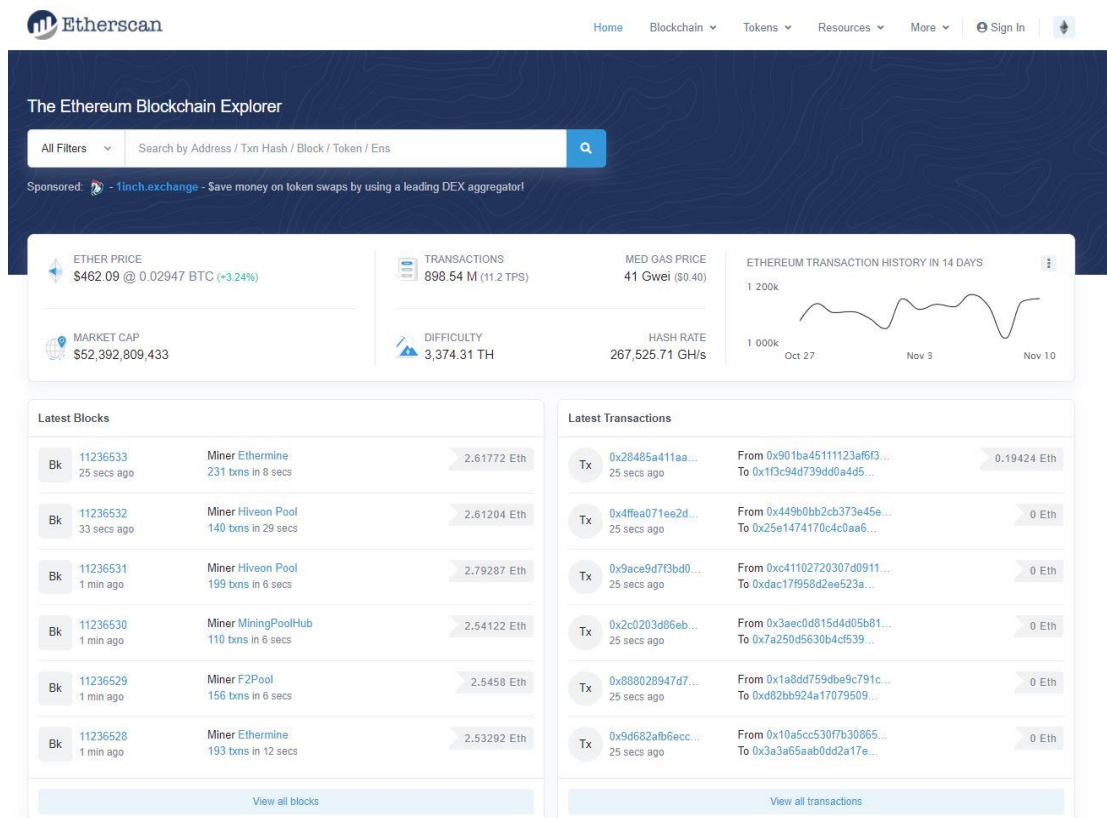 Etherscan
Home Blockchain Tokens Resources More Sign In
The Ethereum Blockchain Explorer
All Filters Search by Address / Txn Hash / Block / Token / Ens
Sponsored: - 1inch.exchange - $ave money on token swaps by using a leading DEX aggregator!
ETHER PRICE
$462.09 @ 0.02947 BTC (+3.24%)
MARKET CAP
$52,392,809,433
TRANSACTIONS
898.54 M (11.2 TPS)
MED GAS PRICE
41 Gwei ($0.40)
DIFFICULTY
3,374.31 TH
HASH RATE
267,525.71 GH/s
ETHEREUM TRANSACTION HISTORY IN 14 DAYS
1 200k
1 000k
Oct 27 Nov 3 Nov 10
Latest Blocks
Bk 11236533 Miner Ethermine 2.61772 Eth
25 secs ago 231 txns in 8 secs
Bk 11236532 Miner Hiveon Pool 2.61204 Eth
33 secs ago 140 txns in 29 secs
Bk 11236531 Miner Hiveon Pool 2.79287 Eth
1 min ago 199 txns in 6 secs
Bk 11236530 Miner MiningPoolHub 2.54122 Eth
1 min ago 110 txns in 6 secs
Bk 11236529 Miner F2Pool 2.5458 Eth
1 min ago 156 txns in 6 secs
Bk 11236528 Miner Ethermine 2.53292 Eth
1 min ago 193 txns in 12 secs
View all blocks
Latest Transactions
Tx 0x28485a411aa... From 0x901ba45111123af6f3... 0.19424 Eth
25 secs ago To 0x1f3c94d739dd0a4d5...
Tx 0x4ffea071ee2d... From 0x449b0bb2cb373e45e... 0 Eth
25 secs ago To 0x25e1474170c4c0aa6...
Tx 0x9ace9d7f3bd0... From 0xc41102720307d0911... 0 Eth
25 secs ago To 0xdac17f958d2ee523a...
Tx 0x2c0203d86eb... From 0x3aec0d815d4d05b81... 0 Eth
25 secs ago To 0x7a250d5630b4cf539...
Tx 0x888028947d7... From 0x1a8dd759dbe9c791c... 0 Eth
25 secs ago To 0xd82bb924a17079509...
Tx 0x9d682afb6ecc... From 0x10a5cc530f7b30865... 0 Eth
25 secs ago To 0x3a3a65aab0dd2a17e...
View all transactions